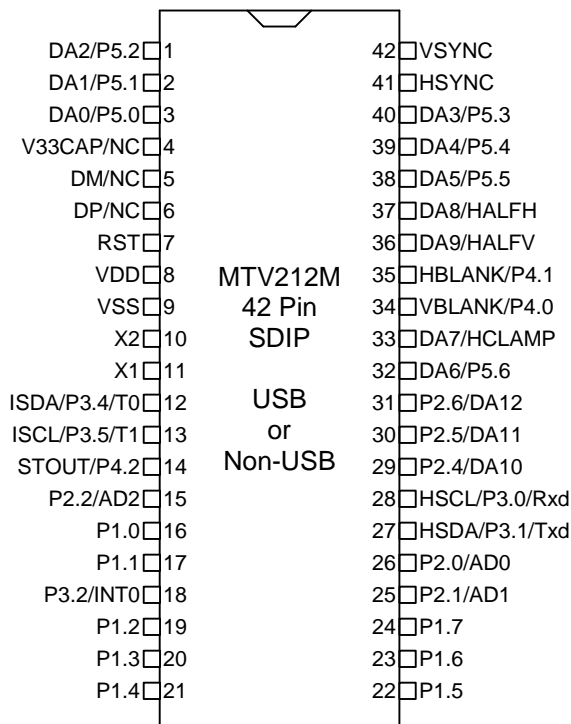 DA2/P5.2 1 42 VSYNC
DA1/P5.1 2 41 HSYNC
DA0/P5.0 3 40 DA3/P5.3
V33CAP/NC 4 39 DA4/P5.4
DM/NC 5 38 DA5/P5.5
DP/NC 6 37 DA8/HALFH
RST 7 36 DA9/HALFV
VDD 8 MTV212M 35 HBLANK/P4.1
VSS 9 42 Pin 34 VBLANK/P4.0
X2 10 SDIP 33 DA7/HCLAMP
X1 11 32 DA6/P5.6
ISDA/P3.4/T0 12 USB 31 P2.6/DA12
ISCL/P3.5/T1 13 or 30 P2.5/DA11
STOUT/P4.2 14 Non-USB 29 P2.4/DA10
P2.2/AD2 15 28 HSCL/P3.0/Rxd
P1.0 16 27 HSDA/P3.1/Txd
P1.1 17 26 P2.0/AD0
P3.2/INT0 18 25 P2.1/AD1
P1.2 19 24 P1.7
P1.3 20 23 P1.6
P1.4 21 22 P1.5